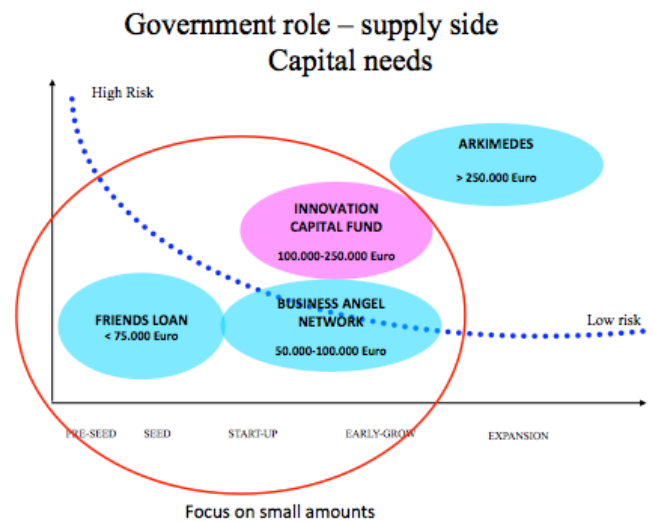 Government role – supply side
Capital needs
High Risk
ARKIMEDES
> 250.000 Euro
INNOVATION
CAPITAL FUND
100.000-250.000 Euro
BUSINESS ANGEL
NETWORK
50.000-100.000 Euro
FRIENDS LOAN
< 75.000 Euro
Low risk
PRE-SEED SEED START-UP EARLY-GROW EXPANSION
Focus on small amounts